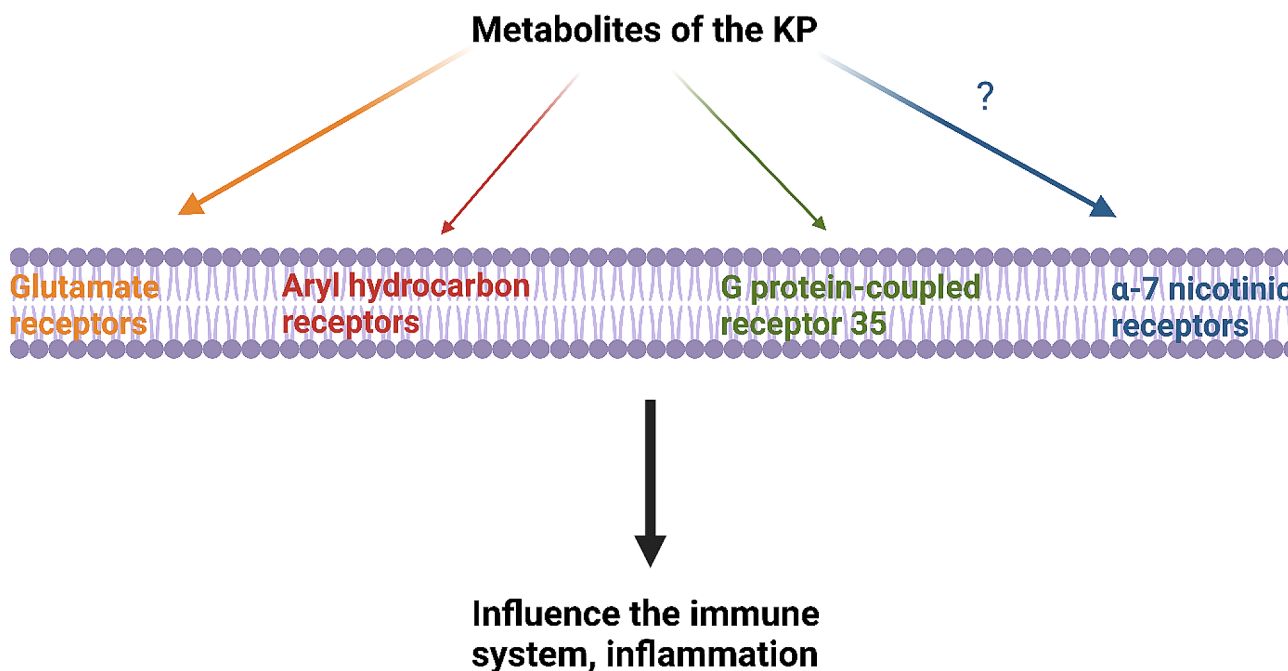 Metabolites of the KP
?
Glutamate
receptors
Aryl hydrocarbon
receptors
G protein-coupled
receptor 35
α-7 nicotinic
receptors
Influence the immune
system, inflammation